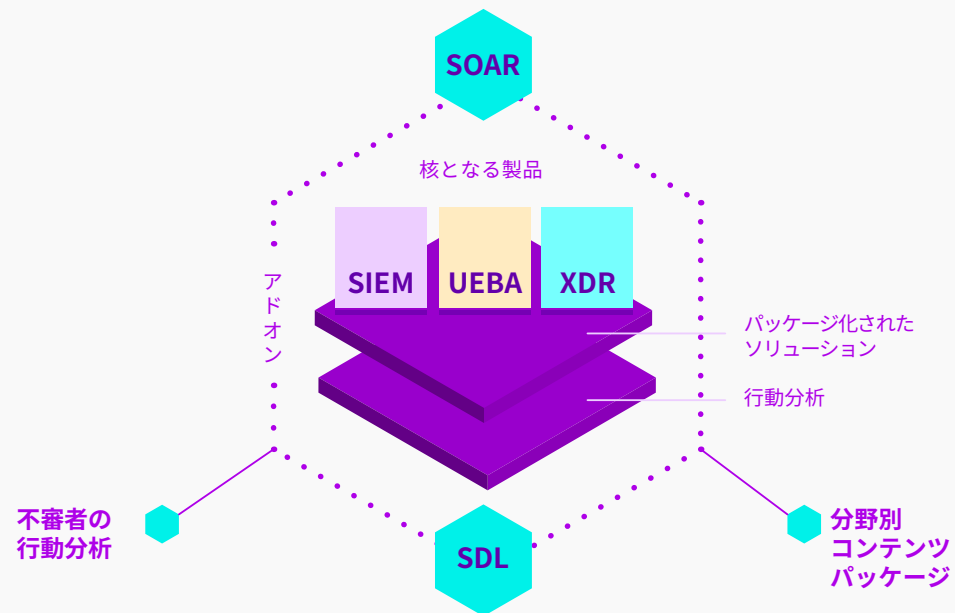 SOAR
核となる製品
SIEM
UEBA
XDR
アドオン
パッケージ化された
ソリューション
行動分析
不審者の
行動分析
SDL
分野別
コンテンツ
パッケージ